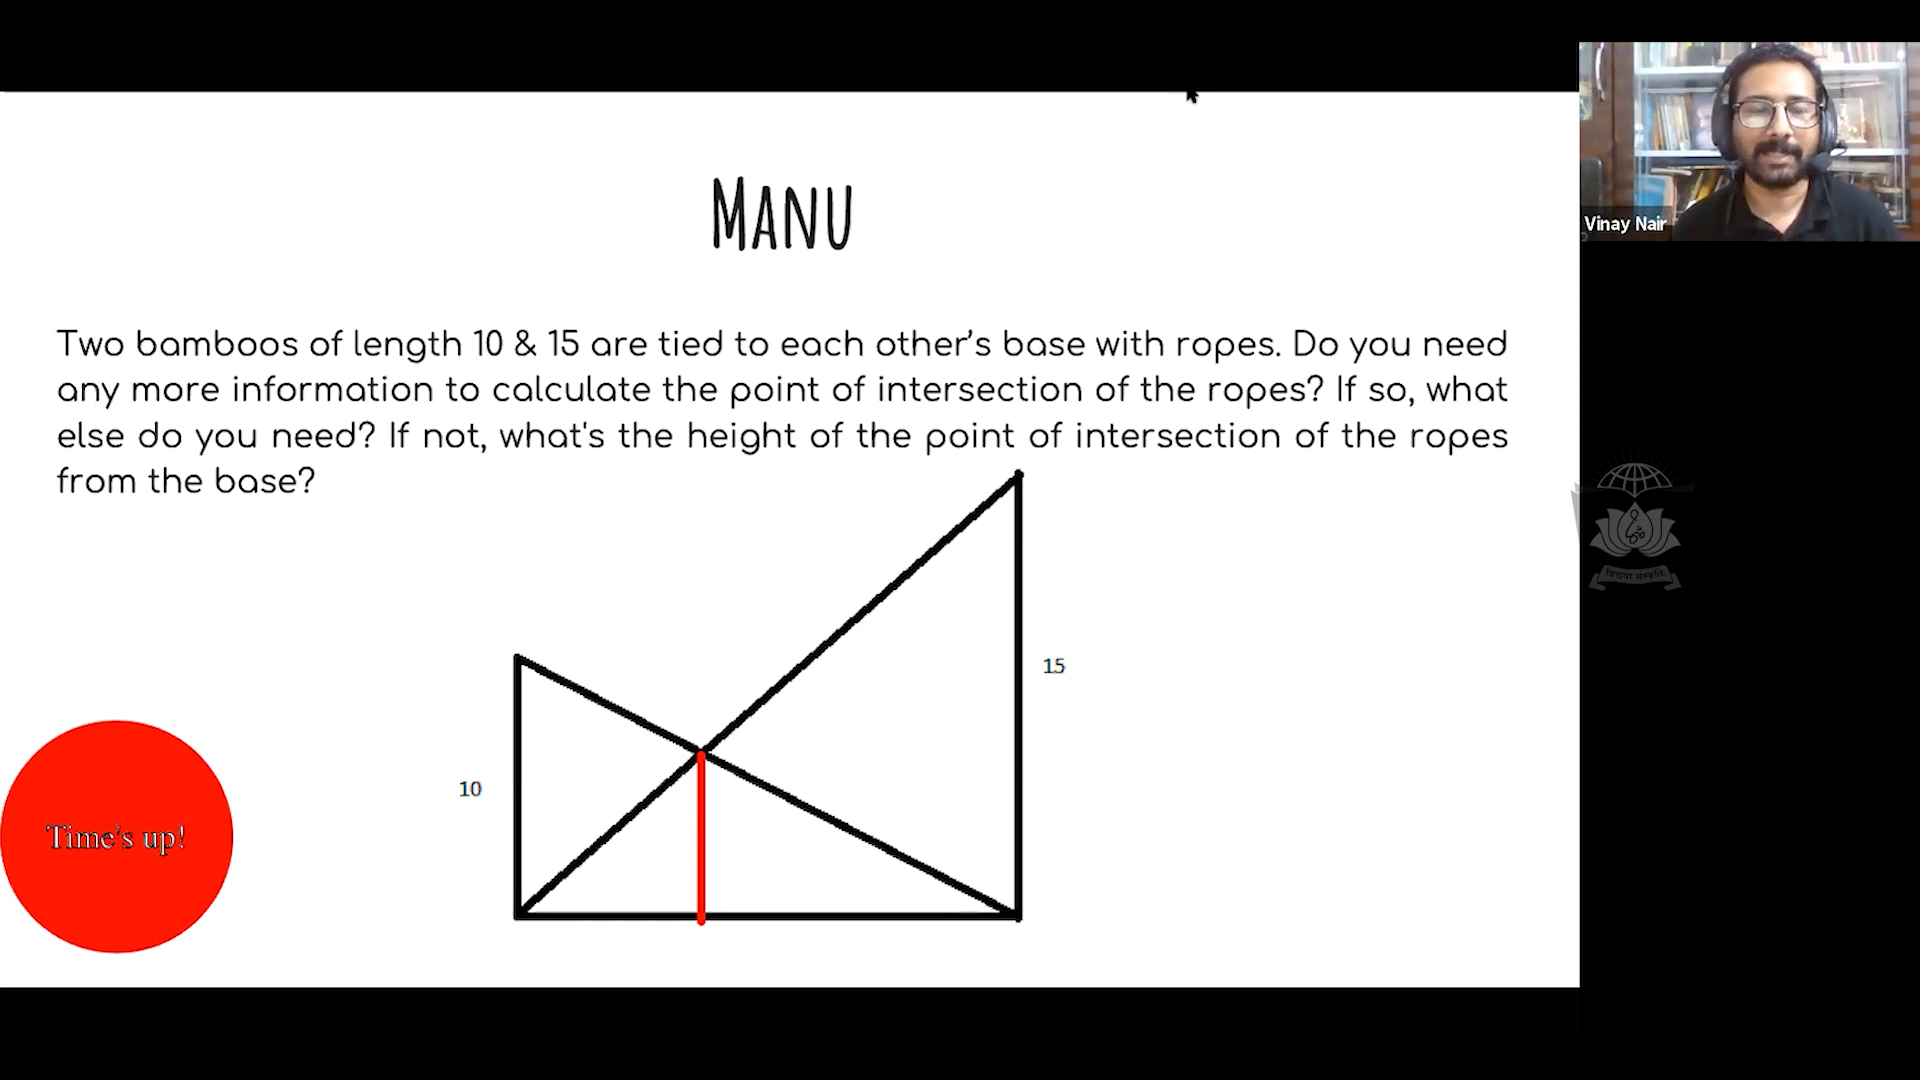 MANU
Two bamboos of length 10 & 15 are tied to each other's base with ropes. Do you need
any more information to calculate the point of intersection of the ropes? If so, what
else do you need? If not, what's the height of the point of intersection of the ropes
from the base?
15
10
Time's up!
Vinay Nair